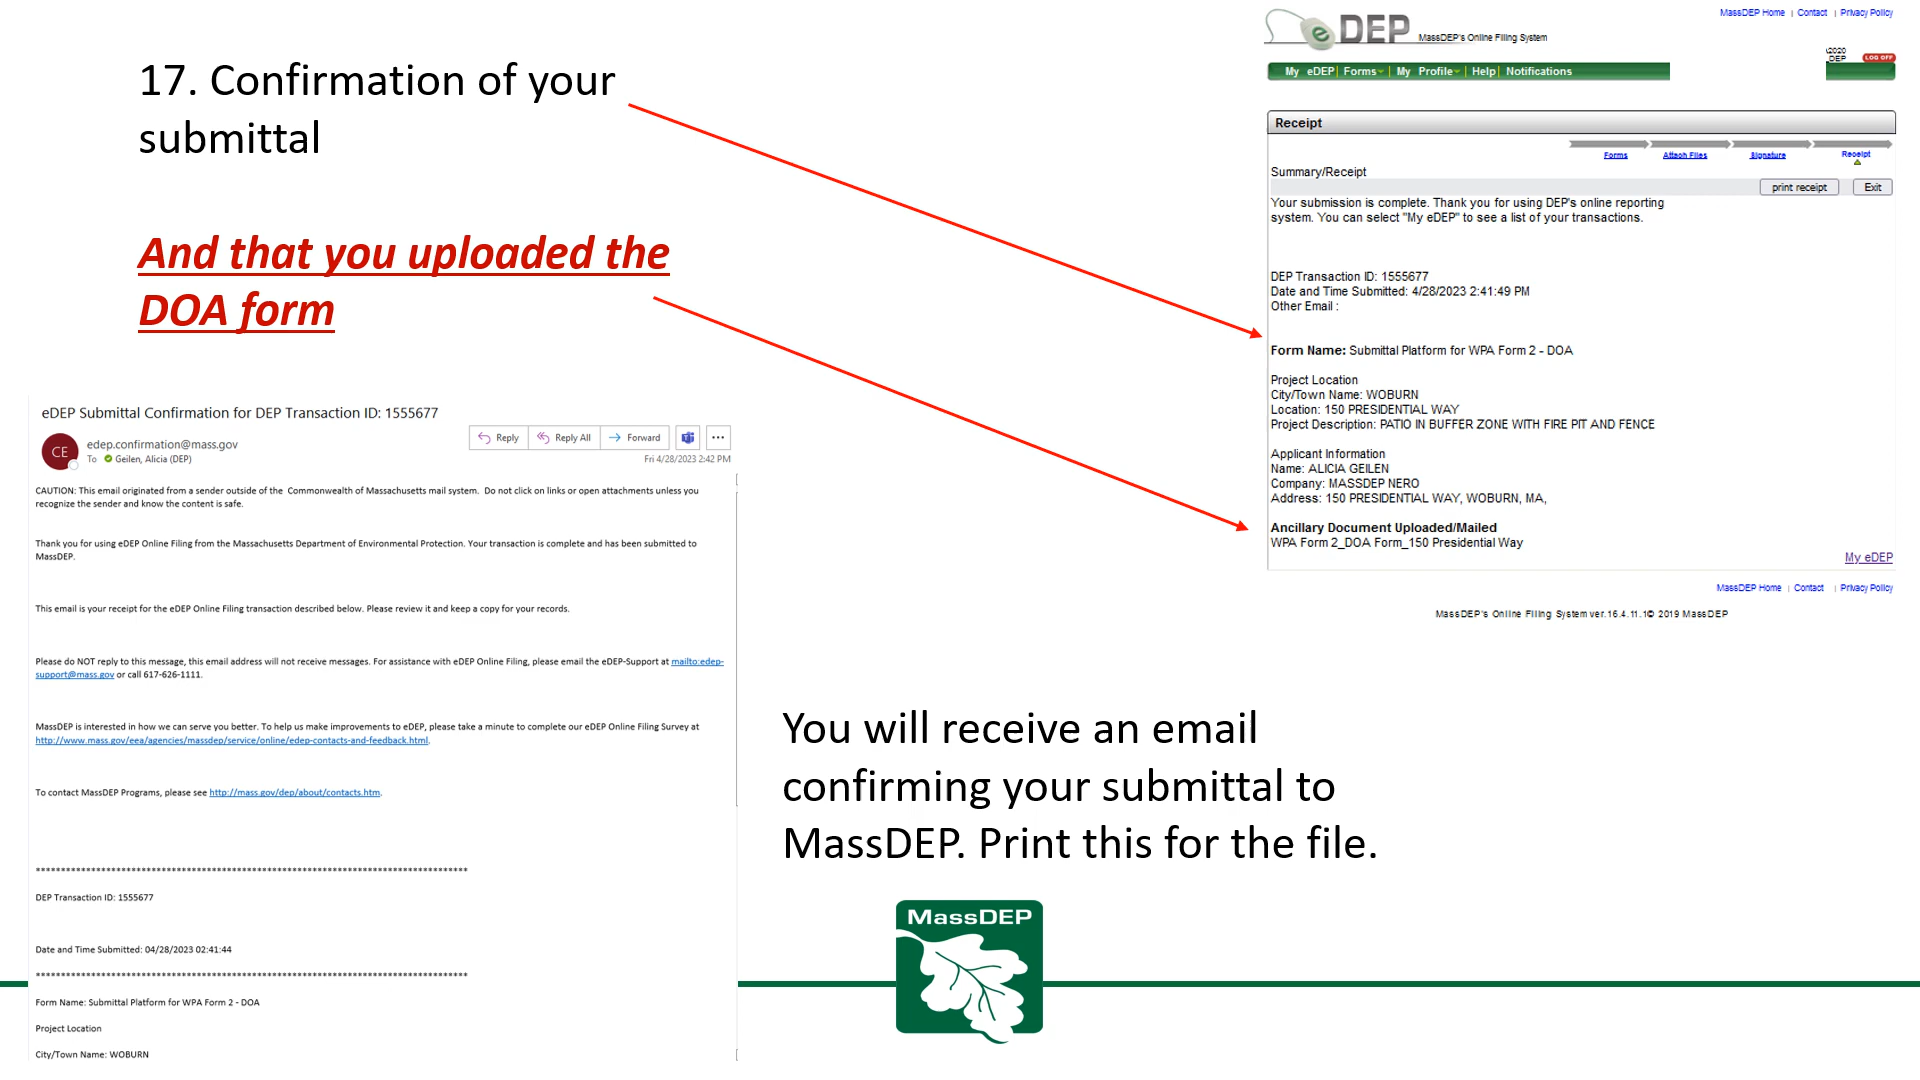 17. Confirmation of your
submittal
And that you uploaded the
DOA form
eDEP Submittal Confirmation for DEP Transaction ID: 1555677
CE
edep.confirmation@mass.gov
To Geilen, Alicia (DEP)
Reply
Reply All
Forward
...
Fri 4/28/2023 2:42 PM
CAUTION: This email originated from a sender outside of the Commonwealth of Massachusetts mail system. Do not click on links or open attachments unless you
recognize the sender and know the content is safe.
Thank you for using eDEP Online Filing from the Massachusetts Department of Environmental Protection. Your transaction is complete and has been submitted to
MassDEP.
This email is your receipt for the eDEP Online Filing transaction described below. Please review it and keep a copy for your records.
Please do NOT reply to this message, this email address will not receive messages. For assistance with eDEP Online Filing, please email the eDEP-Support at mailto:edep-
support@mass.gov or call 617-626-1111.
MassDEP is interested in how we can serve you better. To help us make improvements to eDEP, please take a minute to complete our eDEP Online Filing Survey at
http://www.mass.gov/eea/agencies/massdep/service/online/edep-contacts-and-feedback.html.
To contact MassDEP Programs, please see http://mass.gov/dep/about/contacts.htm.
****************************************************************************************
DEP Transaction ID: 1555677
Date and Time Submitted: 04/28/2023 02:41:44
****************************************************************************************
Form Name: Submittal Platform for WPA Form 2 - DOA
Project Location
City/Town Name: WOBURN
MassDEP Home | Contact | Privacy Policy
eDEP MassDEP's Online Filing System
2020
DEP
LOG OFF
My eDEP| Forms | My Profile | Help| Notifications
Receipt
Forms Attach Files Signature Receipt
Summary/Receipt
print receipt Exit
Your submission is complete. Thank you for using DEP's online reporting
system. You can select "My eDEP" to see a list of your transactions.
DEP Transaction ID: 1555677
Date and Time Submitted: 4/28/2023 2:41:49 PM
Other Email :
Form Name: Submittal Platform for WPA Form 2 - DOA
Project Location
City/Town Name: WOBURN
Location: 150 PRESIDENTIAL WAY
Project Description: PATIO IN BUFFER ZONE WITH FIRE PIT AND FENCE
Applicant Information
Name: ALICIA GEILEN
Company: MASSDEP NERO
Address: 150 PRESIDENTIAL WAY, WOBURN, MA,
Ancillary Document Uploaded/Mailed
WPA Form 2_DOA Form_150 Presidential Way
My eDEP
MassDEP Home | Contact | Privacy Policy
MassDEP's Online Filing System ver.16.4.11.1© 2019 MassDEP
You will receive an email
confirming your submittal to
MassDEP. Print this for the file.
MassDEP